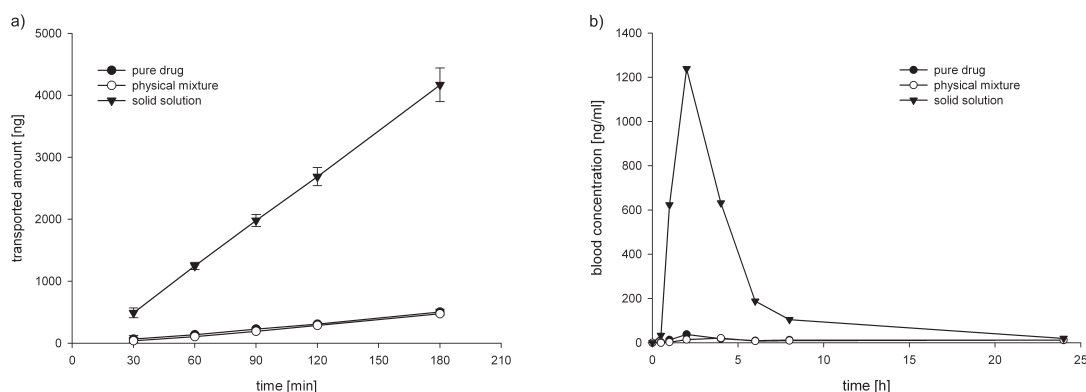 a)
transported amount [ng]
5000
4000
3000
2000
1000
0
pure drug
physical mixture
solid solution
0 30 60 90 120 150 180 210
time [min]
b)
blood concentration [ng/ml]
1400
1200
1000
800
600
400
200
0
pure drug
physical mixture
solid solution
0 5 10 15 20 25
time [h]